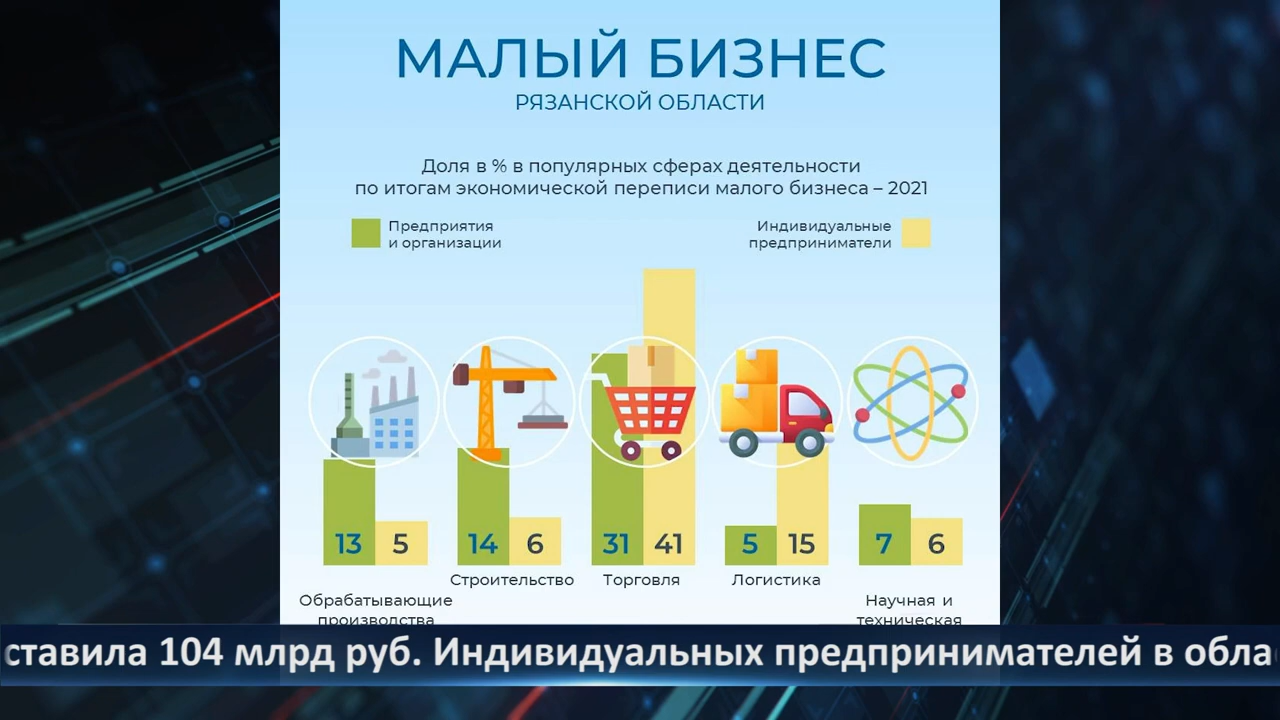 МАЛЫЙ БИЗНЕС
РЯЗАНСКОЙ ОБЛАСТИ
Доля в % в популярных сферах деятельности
по итогам экономической переписи малого бизнеса – 2021
Предприятия
и организации
Индивидуальные
предприниматели
13 5 14 6 31 41 5 15 7 6
Строительство Торговля Логистика
Обрабатывающие
производства
Научная и
техническая
ставила 104 млрд руб. Индивидуальных предпринимателей в обла